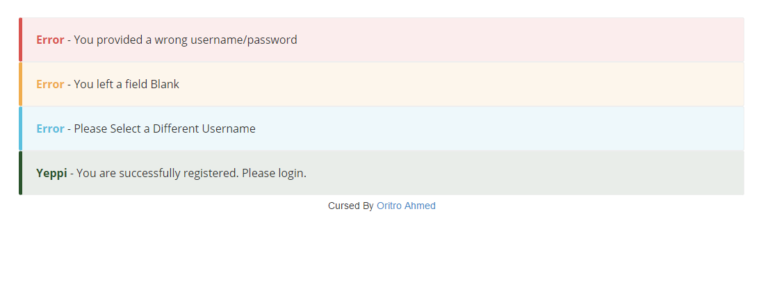 Error - You provided a wrong username/password
Error - You left a field Blank
Error - Please Select a Different Username
Yeppi - You are successfully registered. Please login.
Cursed By Oritro Ahmed